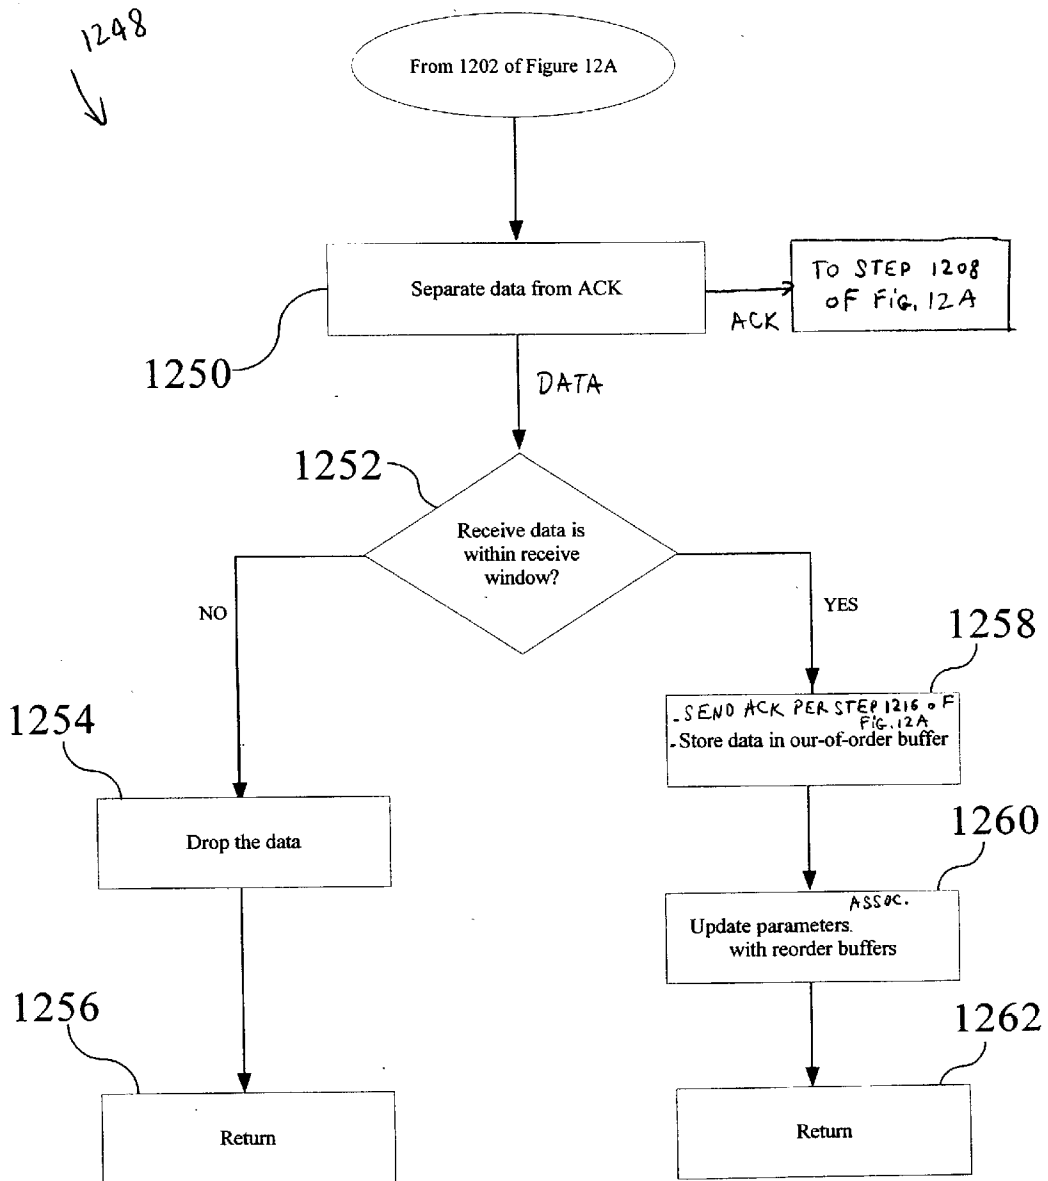 1248
From 1202 of Figure 12A
Separate data from ACK
TO STEP 1208
OF FIG. 12A
ACK
1250
DATA
1252
Receive data is
within receive
window?
NO
YES
1258
- SEND ACK PER STEP 1216 OF
FIG. 12A
- Store data in our-of-order buffer
1254
Drop the data
1260
ASSOC.
Update parameters.
with reorder buffers
1256
Return
1262
Return